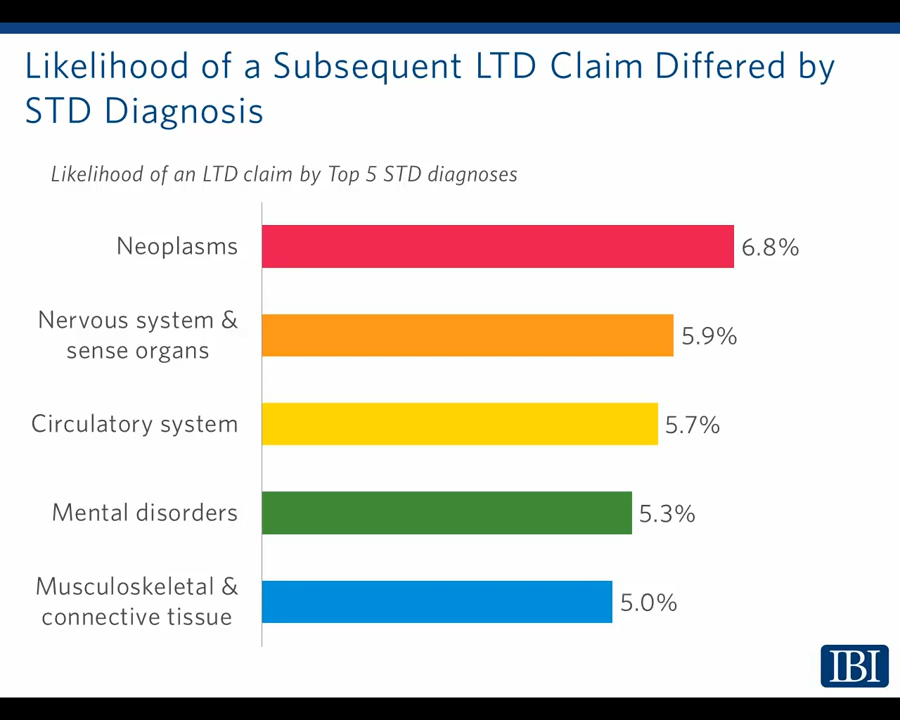 Likelihood of a Subsequent LTD Claim Differed by
STD Diagnosis
Likelihood of an LTD claim by Top 5 STD diagnoses
Neoplasms
6.8%
Nervous system &
sense organs
5.9%
Circulatory system
5.7%
Mental disorders
5.3%
Musculoskeletal &
connective tissue
5.0%
IBI